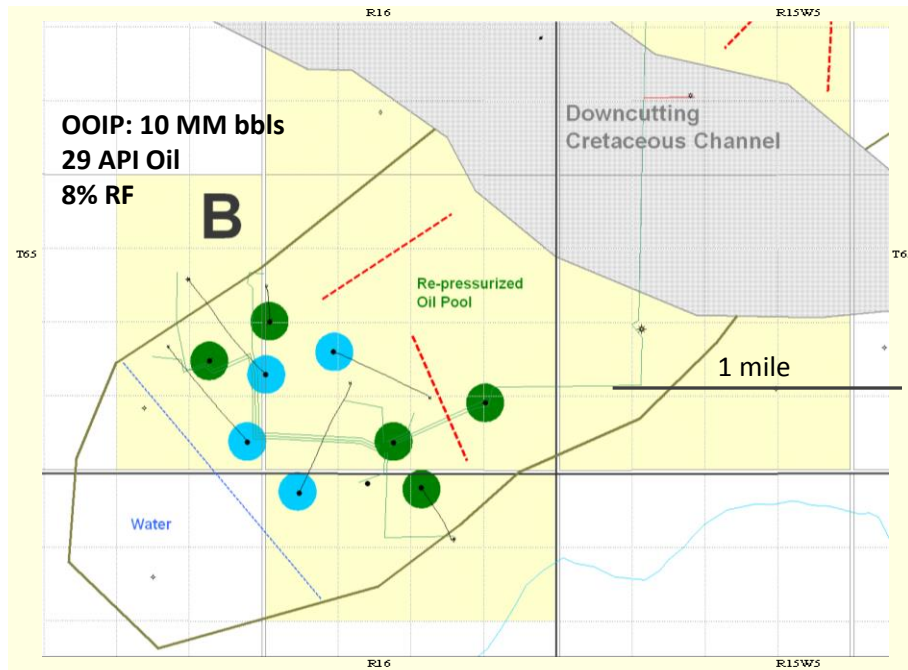 R16
R15W5
OOIP: 10 MM bbls
29 API Oil
8% RF
Downcutting
Cretaceous Channel
B
T65
T6
Re-pressurized
Oil Pool
1 mile
Water
R16
R15W5